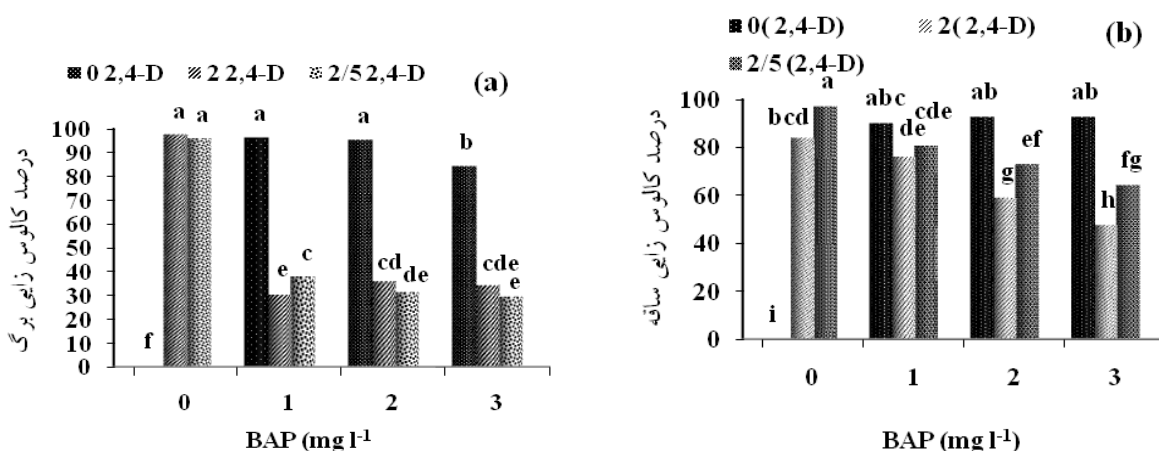 0 2,4-D 2 2,4-D 2/5 2,4-D
(a)
درصد کالوس زایی برگ
100
90
80
70
60
50
40
30
20
10
0
f a a
a e c
a cd de
b cde e
0 1 2 3
BAP (mg l-1
0( 2,4-D) 2( 2,4-D)
2/5 (2,4-D)
(b)
درصد کالوس زایی ساقه
100
80
60
40
20
0
i b cd a
ab c de cde
ab g ef
ab h fg
0 1 2 3
BAP (mg l-1)